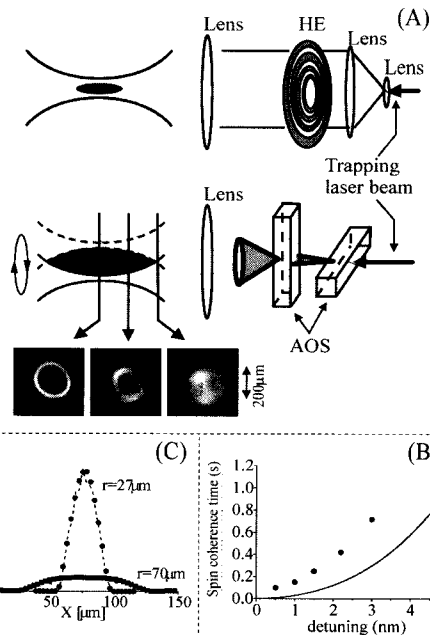 (A)
Lens
HE
Lens
Lens
Trapping
laser beam
Lens
AOS
200μm
(C)
r=27μm
r=70μm
0
50
100
150
X [μm]
(B)
Spin coherence time (s)
1.2
1.0
0.8
0.6
0.4
0.2
0.0
0
1
2
3
4
detuning (nm)